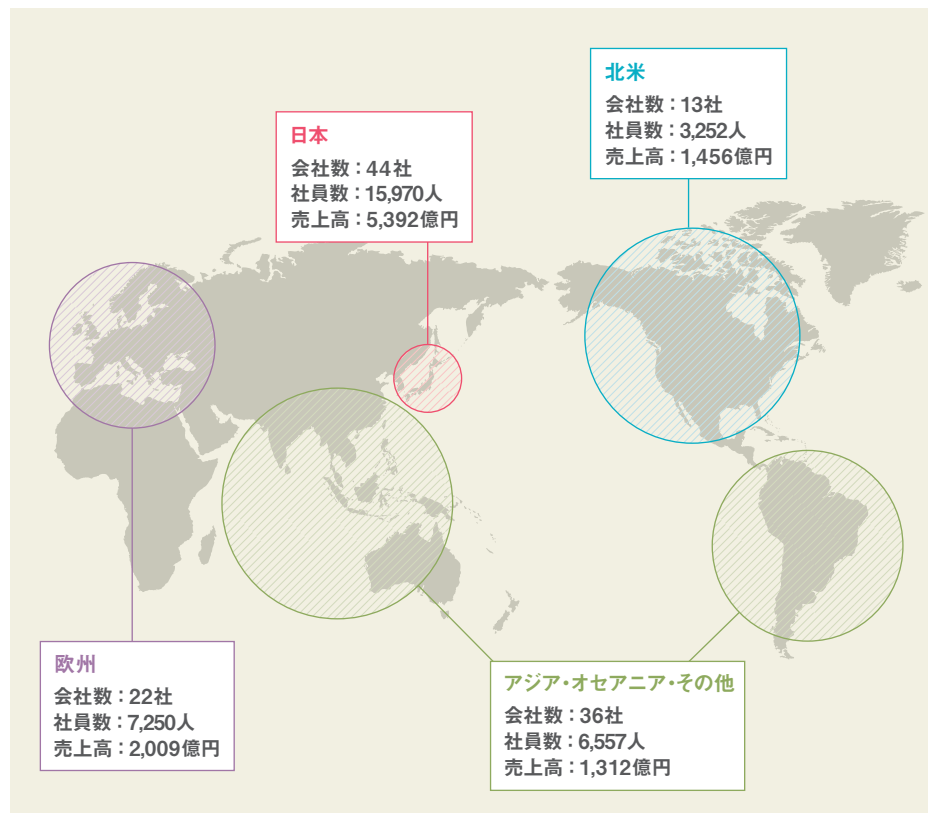 北米
会社数：13社
社員数：3,252人
売上高：1,456億円
日本
会社数：44社
社員数：15,970人
売上高：5,392億円
欧州
会社数：22社
社員数：7,250人
売上高：2,009億円
アジア・オセアニア・その他
会社数：36社
社員数：6,557人
売上高：1,312億円